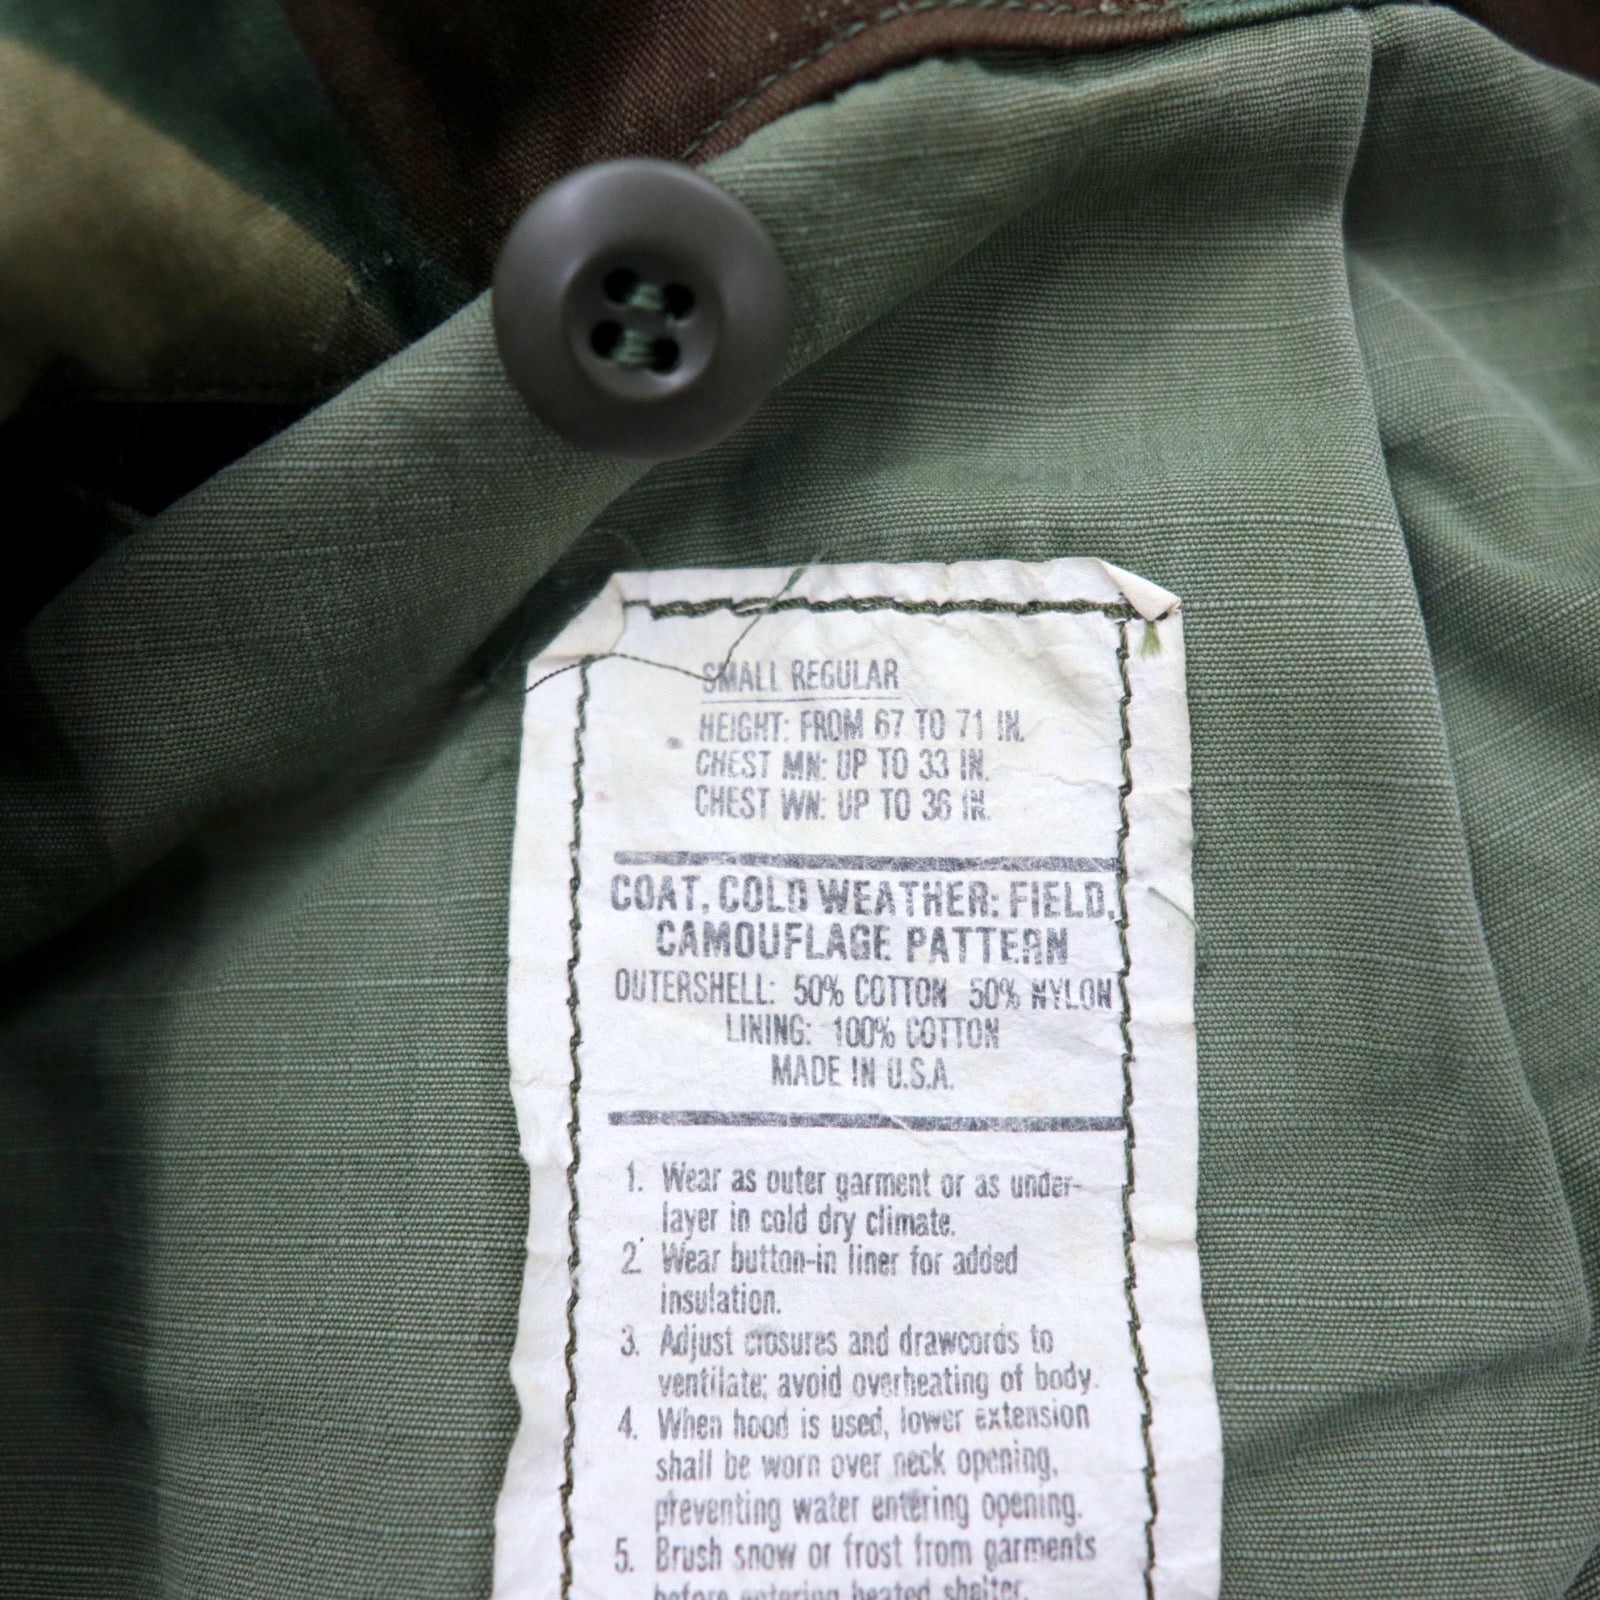 SMALL REGULAR
HEIGHT: FROM 67 TO 71 IN.
CHEST MN: UP TO 33 IN.
CHEST WN: UP TO 36 IN.
COAT, COLD WEATHER: FIELD,
CAMOUFLAGE PATTERN
OUTERSHELL: 50% COTTON 50% NYLON
LINING: 100% COTTON
MADE IN U.S.A.
1. Wear as outer garment or as under-
layer in cold dry climate.
2. Wear button-in liner for added
insulation.
3. Adjust closures and drawcords to
ventilate; avoid overheating of body.
4. When hood is used, lower extension
shall be worn over neck opening,
preventing water entering opening.
5. Brush snow or frost from garments
before entering heated shelter.